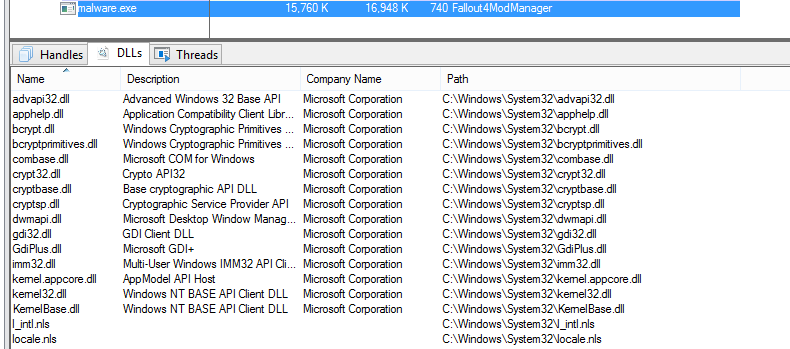 malware.exe 15,760 K 16,948 K 740 Fallout4ModManager
Handles DLLs Threads
Name Description Company Name Path
advapi32.dll Advanced Windows 32 Base API Microsoft Corporation C:\Windows\System32\advapi32.dll
apphelp.dll Application Compatibility Client Libr... Microsoft Corporation C:\Windows\System32\apphelp.dll
bcrypt.dll Windows Cryptographic Primitives ... Microsoft Corporation C:\Windows\System32\bcrypt.dll
bcryptprimitives.dll Windows Cryptographic Primitives ... Microsoft Corporation C:\Windows\System32\bcryptprimitives.dll
combase.dll Microsoft COM for Windows Microsoft Corporation C:\Windows\System32\combase.dll
crypt32.dll Crypto API32 Microsoft Corporation C:\Windows\System32\crypt32.dll
cryptbase.dll Base cryptographic API DLL Microsoft Corporation C:\Windows\System32\cryptbase.dll
cryptsp.dll Cryptographic Service Provider API Microsoft Corporation C:\Windows\System32\cryptsp.dll
dwmapi.dll Microsoft Desktop Window Manag... Microsoft Corporation C:\Windows\System32\dwmapi.dll
gdi32.dll GDI Client DLL Microsoft Corporation C:\Windows\System32\gdi32.dll
GdiPlus.dll Microsoft GDI+ Microsoft Corporation C:\Windows\System32\GdiPlus.dll
imm32.dll Multi-User Windows IMM32 API Cli... Microsoft Corporation C:\Windows\System32\imm32.dll
kernel.appcore.dll AppModel API Host Microsoft Corporation C:\Windows\System32\kernel.appcore.dll
kernel32.dll Windows NT BASE API Client DLL Microsoft Corporation C:\Windows\System32\kernel32.dll
KernelBase.dll Windows NT BASE API Client DLL Microsoft Corporation C:\Windows\System32\KernelBase.dll
l_intl.nls C:\Windows\System32\l_intl.nls
locale.nls C:\Windows\System32\locale.nls